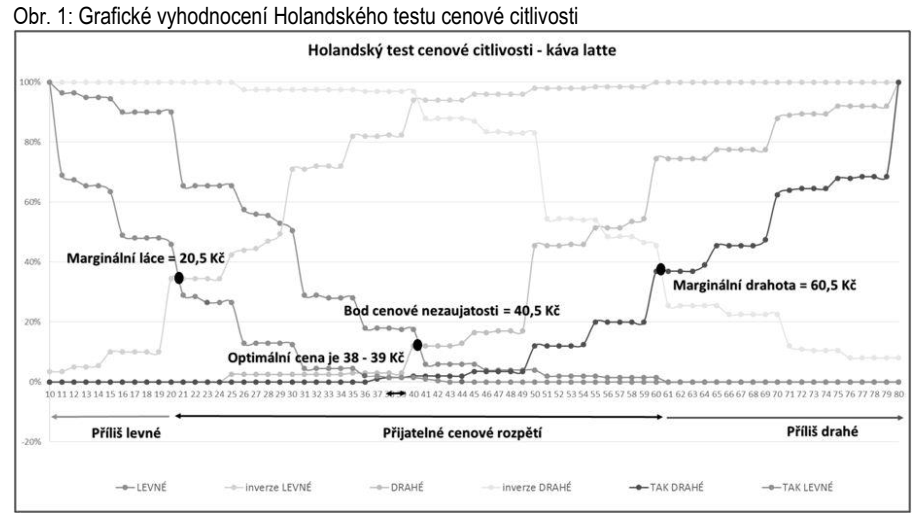 Obr. 1: Grafické vyhodnocení Holandského testu cenové citlivosti
Holandský test cenové citlivosti - káva latte
100%
80%
60%
Marginální láce = 20,5 Kč
Marginální drahota = 60,5 Kč
40%
Bod cenové nezaujatosti = 40,5 Kč
20%
Optimální cena je 38 - 39 Kč
0%
10 11 12 13 14 15 16 17 18 19 20 21 22 23 24 25 26 27 28 29 30 31 32 33 34 35 36 37 38 39 40 41 42 43 44 45 46 47 48 49 50 51 52 53 54 55 56 57 58 59 60 61 62 63 64 65 66 67 68 69 70 71 72 73 74 75 76 77 78 79 80
Příliš levné Přijatelné cenové rozpětí Příliš drahé
-20%
LEVNÉ inverze LEVNÉ DRAHÉ inverze DRAHÉ TAK DRAHÉ TAK LEVNÉ